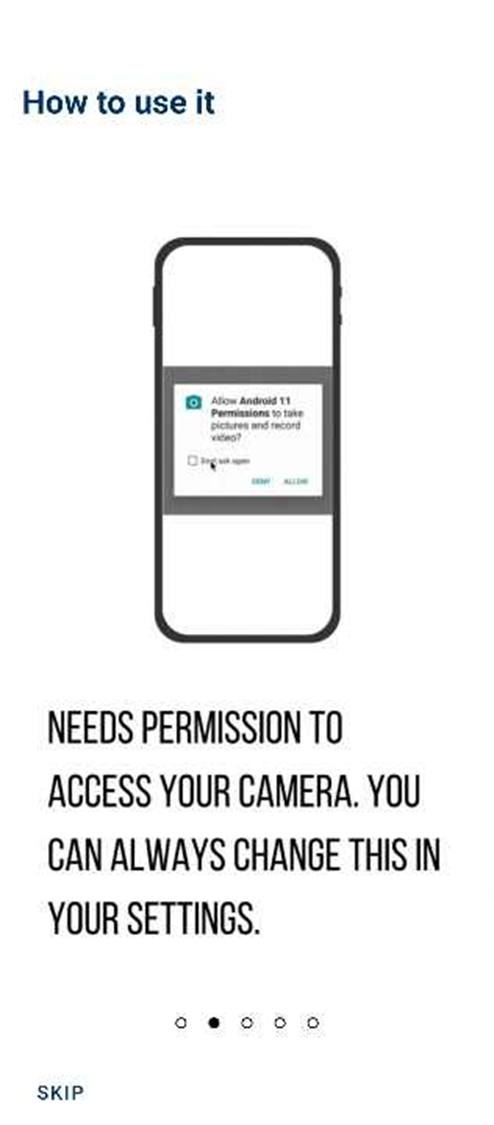 How to use it
Allow Android 11
Permissions to take
pictures and record
video?
Don't ask again
DENY ALLOW
NEEDS PERMISSION TO
ACCESS YOUR CAMERA. YOU
CAN ALWAYS CHANGE THIS IN
YOUR SETTINGS.
SKIP